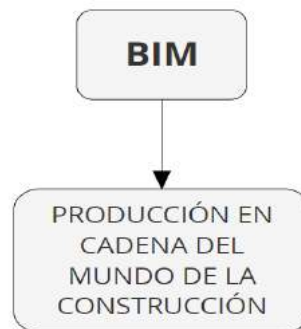 BIM
PRODUCCIÓN EN
CADENA DEL
MUNDO DE LA
CONSTRUCCIÓN